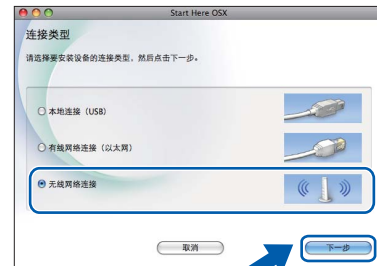 Start Here OSX
连接类型
请选择要安装设备的连接类型，然后点击下一步。
本地连接（USB）
有线网络连接（以太网）
无线网络连接
取消
下一步